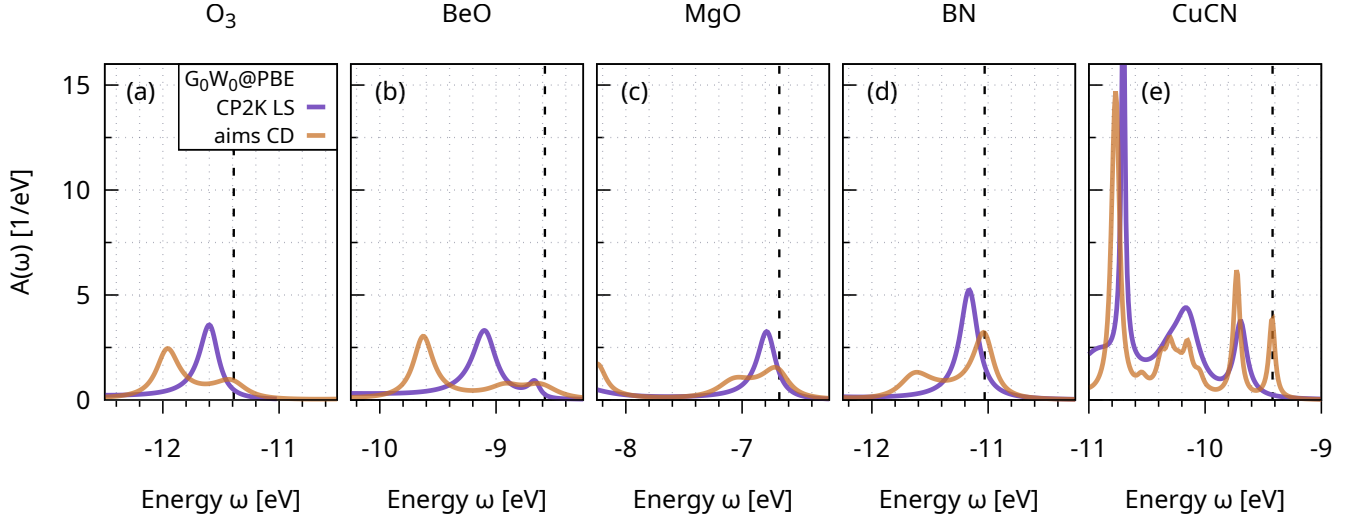 O₃ BeO MgO BN CuCN
A(ω) [1/eV]
15
10
5
0
(a) (b) (c) (d) (e)
G₀W₀@PBE
CP2K LS
aims CD
-12 -11 -10 -9 -8 -7 -12 -11 -11 -10 -9
Energy ω [eV] Energy ω [eV] Energy ω [eV] Energy ω [eV] Energy ω [eV]